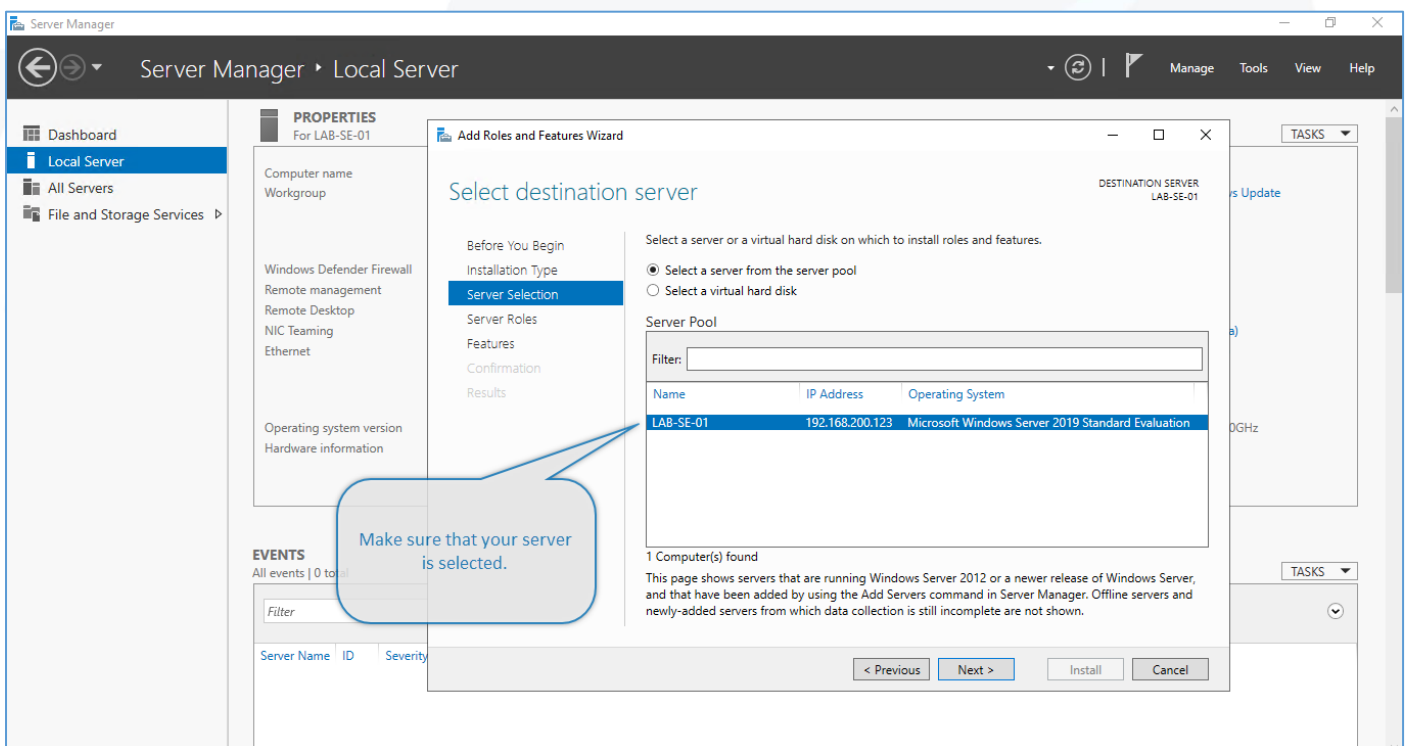 Server Manager
Server Manager • Local Server
Manage Tools View Help
Dashboard
Local Server
All Servers
File and Storage Services
PROPERTIES
For LAB-SE-01
TASKS
Computer name
Workgroup
Windows Defender Firewall
Remote management
Remote Desktop
NIC Teaming
Ethernet
Operating system version
Hardware information
Update
a)
0GHz
Add Roles and Features Wizard
Select destination server
DESTINATION SERVER
LAB-SE-01
Before You Begin
Installation Type
Server Selection
Server Roles
Features
Confirmation
Results
Select a server or a virtual hard disk on which to install roles and features.
Select a server from the server pool
Select a virtual hard disk
Server Pool
Filter:
Name IP Address Operating System
LAB-SE-01 192.168.200.123 Microsoft Windows Server 2019 Standard Evaluation
1 Computer(s) found
This page shows servers that are running Windows Server 2012 or a newer release of Windows Server,
and that have been added by using the Add Servers command in Server Manager. Offline servers and
newly-added servers from which data collection is still incomplete are not shown.
< Previous Next > Install Cancel
Make sure that your server
is selected.
EVENTS
All events | 0 total
TASKS
Filter
Server Name ID Severity